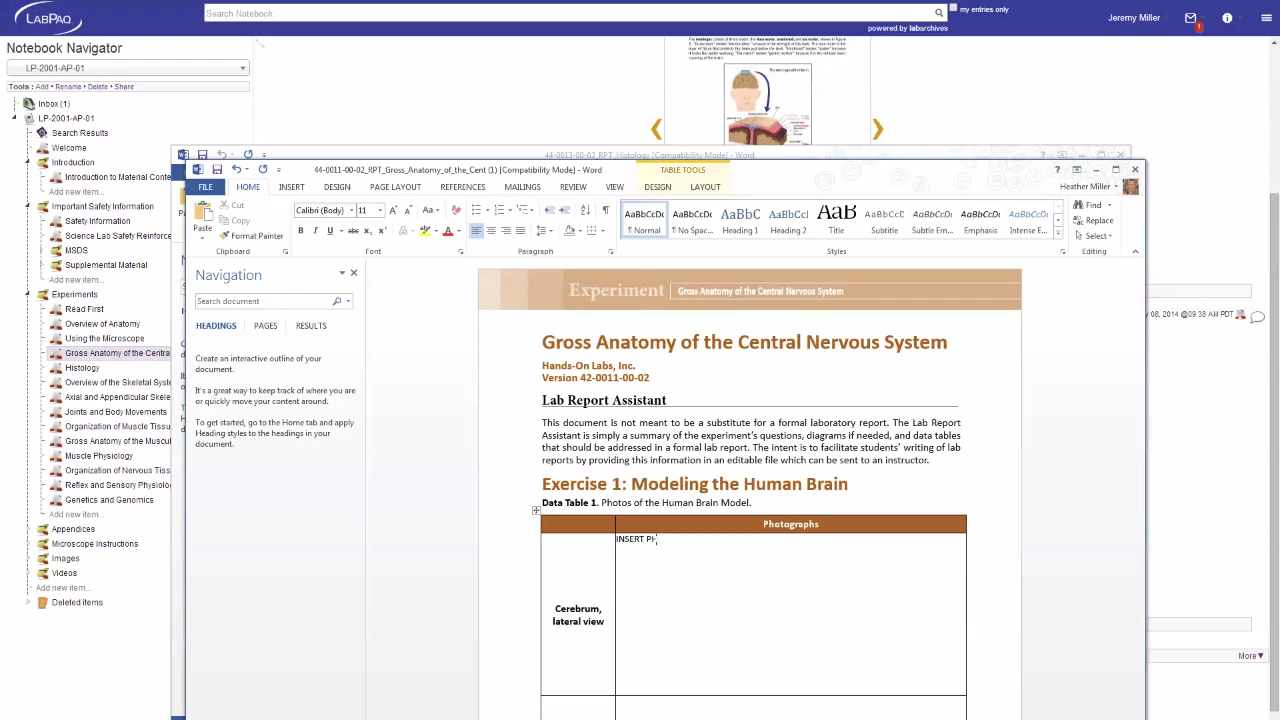 LABPAQ
Search Notebook
my entries only
Jeremy Miller
1
powered by labarchives
Notebook Navigator
LP-2001-AP-01
Tools : Add • Rename • Delete • Share
Inbox (1)
LP-2001-AP-01
Search Results
Welcome
Introduction
Introduction to Material Conte
Add new item...
Important Safety Information
Safety Information
Science Lab Safety Reinforce
MSDS
Supplemental Material
Add new item...
Experiments
Read First
Overview of Anatomy
Using the Microscope
Gross Anatomy of the Centra
Histology
Overview of the Skeletal Syst
Axial and Appendicular Skele
Joints and Body Movements
Organization of Muscle Tissu
Gross Anatomy of the Muscu
Muscle Physiology
Organization of Nervous Tiss
Reflex and Sensory Physiolog
Genetics and Genomics
Appendices
Microscope Instructions
Images
Videos
Add new item...
Deleted items
44-0013-00-02_RPT_Histology [Compatibility Mode] - Word
44-0011-00-02_RPT_Gross_Anatomy_of_the_Cent (1) [Compatibility Mode] - Word
TABLE TOOLS
FILE HOME INSERT DESIGN PAGE LAYOUT REFERENCES MAILINGS REVIEW VIEW DESIGN LAYOUT
Heather Miller
Paste
Cut
Copy
Format Painter
Clipboard
Calibri (Body) 11
Font
Paragraph
AaBbCcDc ¶ Normal
AaBbCcDc ¶ No Spac...
AaBbC Heading 1
AaBbCcI Heading 2
AaB Title
AaBbCcD Subtitle
AaBbCcDc Subtle Em...
AaBbCcDc Emphasis
AaBbCcDc Intense E...
Styles
Find
Replace
Select
Editing
Navigation
Search document
HEADINGS PAGES RESULTS
Create an interactive outline of your
document.
It's a great way to keep track of where you are
or quickly move your content around.
To get started, go to the Home tab and apply
Heading styles to the headings in your
document.
Experiment Gross Anatomy of the Central Nervous System
Gross Anatomy of the Central Nervous System
Hands-On Labs, Inc.
Version 42-0011-00-02
Lab Report Assistant
This document is not meant to be a substitute for a formal laboratory report. The Lab Report
Assistant is simply a summary of the experiment's questions, diagrams if needed, and data tables
that should be addressed in a formal lab report. The intent is to facilitate students' writing of lab
reports by providing this information in an editable file which can be sent to an instructor.
Exercise 1: Modeling the Human Brain
Data Table 1. Photos of the Human Brain Model.
Photographs
INSERT PH
Cerebrum,
lateral view
08, 2014 @09:38 AM PDT
More